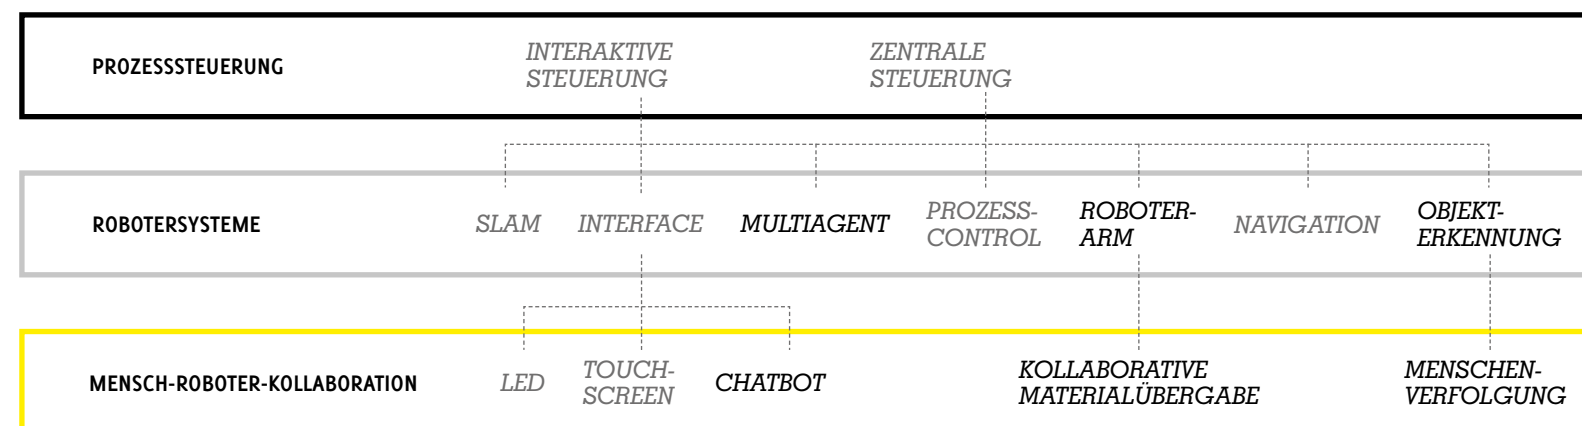 PROZESSSTEUERUNG
INTERAKTIVE
STEUERUNG
ZENTRALE
STEUERUNG
ROBOTERSYSTEME
SLAM
INTERFACE
MULTIAGENT
PROZESS-
CONTROL
ROBOTER-
ARM
NAVIGATION
OBJEKT-
ERKENNUNG
MENSCH-ROBOTER-KOLLABORATION
LED
TOUCH-
SCREEN
CHATBOT
KOLLABORATIVE
MATERIALÜBERGABE
MENSCHEN-
VERFOLGUNG